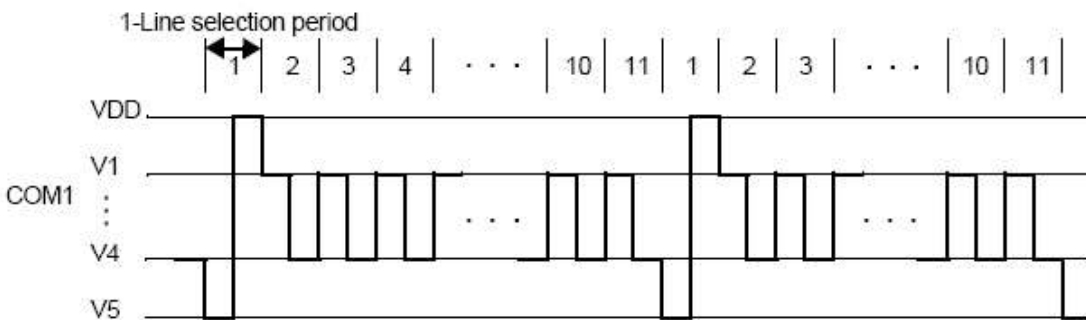 1-Line selection period
1 2 3 4 . . . 10 11 1 2 3 . . . 10 11
VDD
V1
COM1
. . . . . .
V4
V5